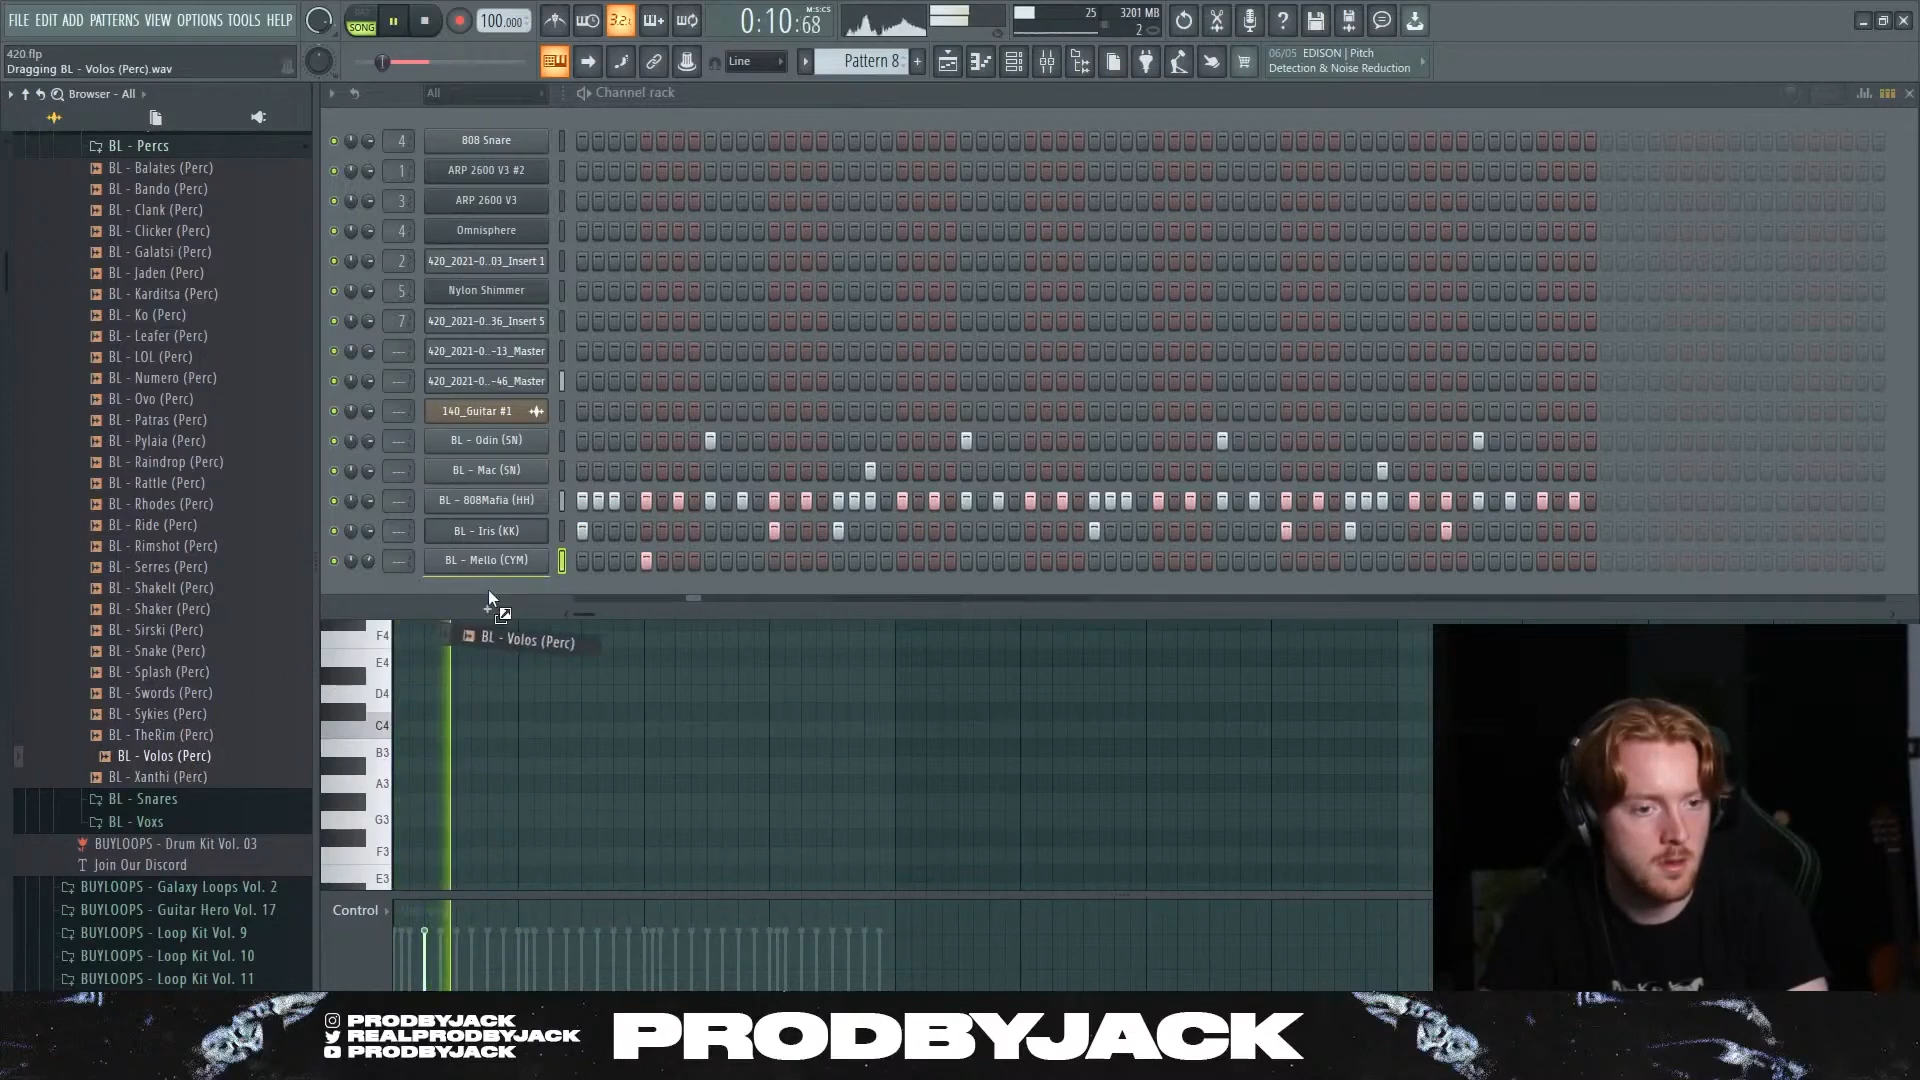 FILE EDIT ADD PATTERNS VIEW OPTIONS TOOLS HELP
PAT
SONG
100.000
3.2.
0:10:68
M:S:CS
25
3201 MB
2
420.flp
Dragging BL - Volos (Perc).wav
Line
Pattern 8
+
06/05 EDISON | Pitch
Detection & Noise Reduction
Browser - All
All
Channel rack
BL - Percs
BL - Balates (Perc)
BL - Bando (Perc)
BL - Clank (Perc)
BL - Clicker (Perc)
BL - Galatsi (Perc)
BL - Jaden (Perc)
BL - Karditsa (Perc)
BL - Ko (Perc)
BL - Leafer (Perc)
BL - LOL (Perc)
BL - Numero (Perc)
BL - Ovo (Perc)
BL - Patras (Perc)
BL - Pylaia (Perc)
BL - Raindrop (Perc)
BL - Rattle (Perc)
BL - Rhodes (Perc)
BL - Ride (Perc)
BL - Rimshot (Perc)
BL - Serres (Perc)
BL - ShakeIt (Perc)
BL - Shaker (Perc)
BL - Sirski (Perc)
BL - Snake (Perc)
BL - Splash (Perc)
BL - Swords (Perc)
BL - Sykies (Perc)
BL - TheRim (Perc)
BL - Volos (Perc)
BL - Xanthi (Perc)
BL - Snares
BL - Voxs
BUYLOOPS - Drum Kit Vol. 03
Join Our Discord
BUYLOOPS - Galaxy Loops Vol. 2
BUYLOOPS - Guitar Hero Vol. 17
BUYLOOPS - Loop Kit Vol. 9
BUYLOOPS - Loop Kit Vol. 10
BUYLOOPS - Loop Kit Vol. 11
4 808 Snare
1 ARP 2600 V3 #2
3 ARP 2600 V3
4 Omnisphere
2 420_2021-0..03_Insert 1
5 Nylon Shimmer
7 420_2021-0..36_Insert 5
--- 420_2021-0..-13_Master
--- 420_2021-0..-46_Master
--- 140_Guitar #1
--- BL - Odin (SN)
--- BL - Mac (SN)
--- BL - 808Mafia (HH)
--- BL - Iris (KK)
--- BL - Mello (CYM)
+
BL - Volos (Perc)
F4
E4
D4
C4
B3
A3
G3
F3
E3
Control
PRODBYJACK
REALPRODBYJACK
PRODBYJACK
PRODBYJACK